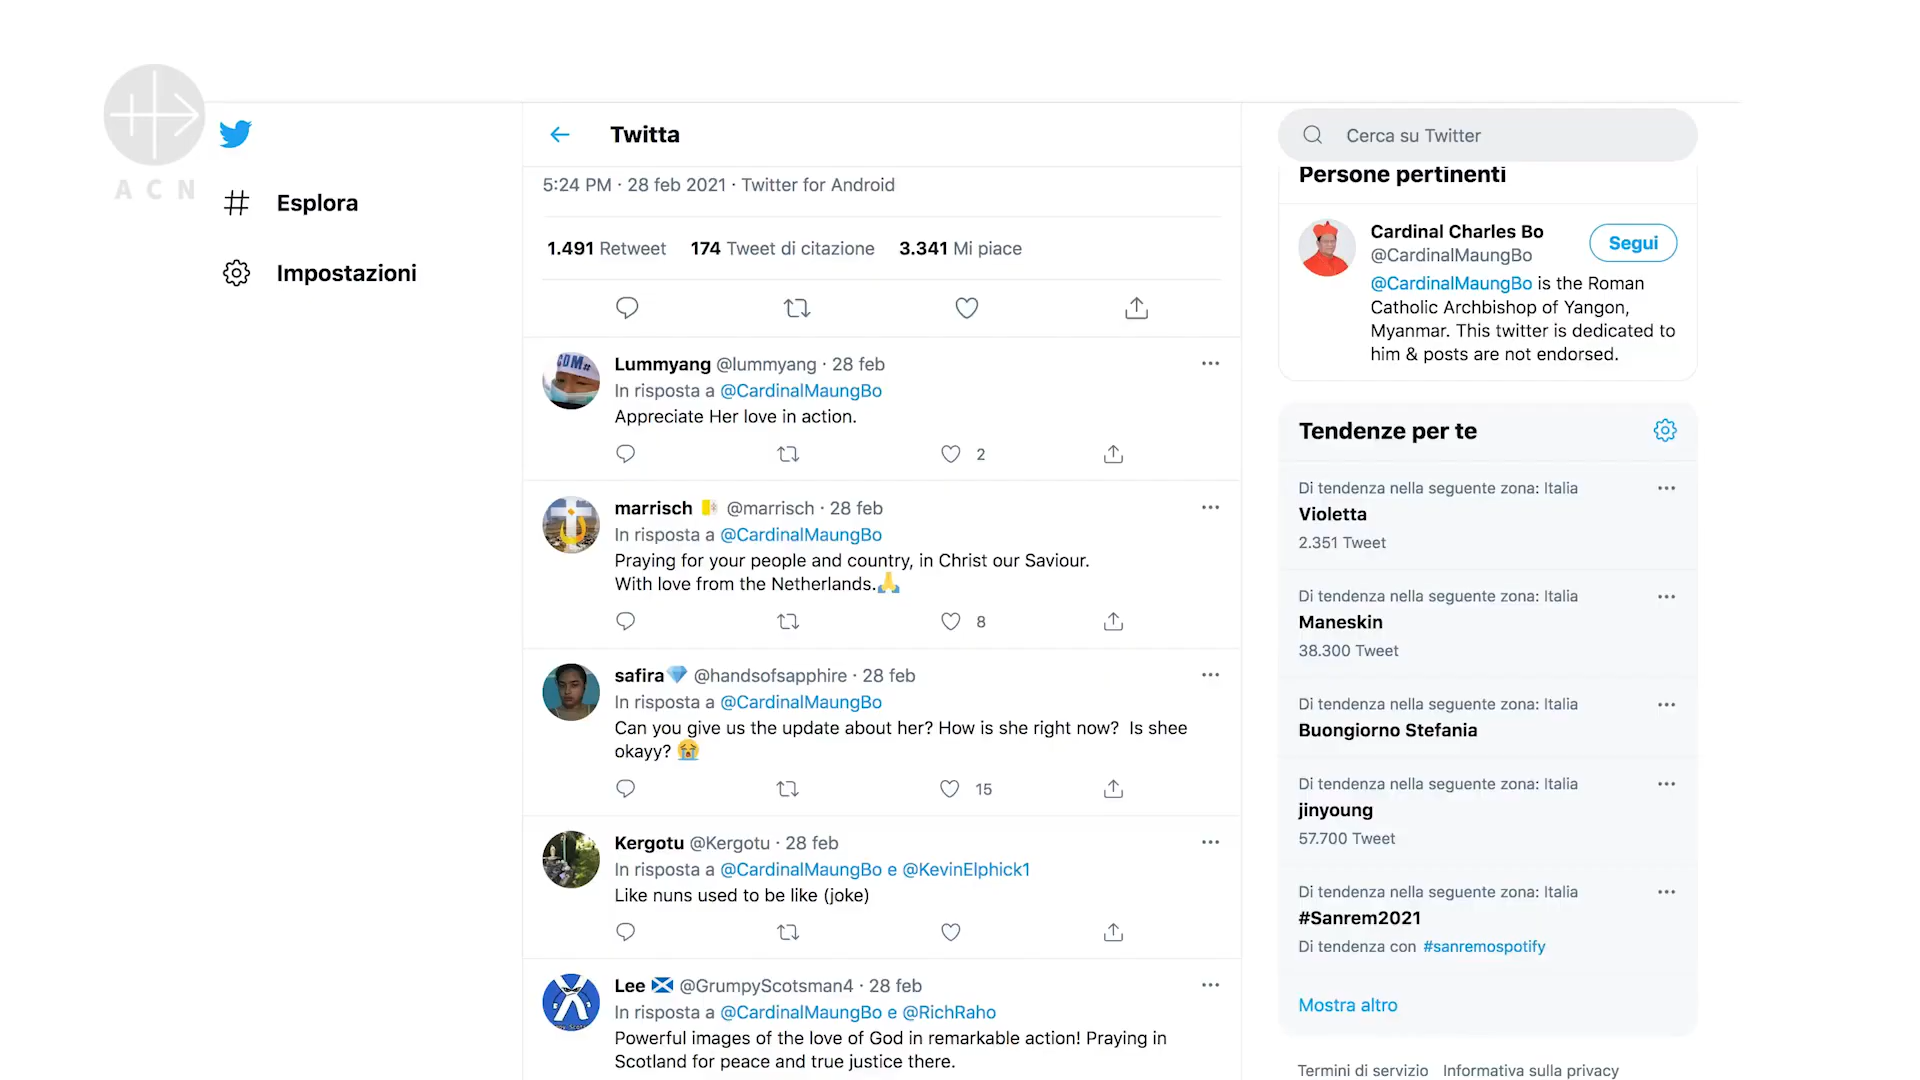 ACN
Esplora
Impostazioni
Twitta
5:24 PM · 28 feb 2021 · Twitter for Android
1.491 Retweet 174 Tweet di citazione 3.341 Mi piace
Lummyang @lummyang · 28 feb
In risposta a @CardinalMaungBo
Appreciate Her love in action.
2
marrisch @marrisch · 28 feb
In risposta a @CardinalMaungBo
Praying for your people and country, in Christ our Saviour.
With love from the Netherlands.🙏
8
safira💎 @handsofsapphire · 28 feb
In risposta a @CardinalMaungBo
Can you give us the update about her? How is she right now? Is shee
okayy? 😭
15
Kergotu @Kergotu · 28 feb
In risposta a @CardinalMaungBo e @KevinElphick1
Like nuns used to be like (joke)
Lee @GrumpyScotsman4 · 28 feb
In risposta a @CardinalMaungBo e @RichRaho
Powerful images of the love of God in remarkable action! Praying in
Scotland for peace and true justice there.
Cerca su Twitter
Persone pertinenti
Cardinal Charles Bo
@CardinalMaungBo
Segui
@CardinalMaungBo is the Roman
Catholic Archbishop of Yangon,
Myanmar. This twitter is dedicated to
him & posts are not endorsed.
Tendenze per te
Di tendenza nella seguente zona: Italia
Violetta
2.351 Tweet
Di tendenza nella seguente zona: Italia
Maneskin
38.300 Tweet
Di tendenza nella seguente zona: Italia
Buongiorno Stefania
Di tendenza nella seguente zona: Italia
jinyoung
57.700 Tweet
Di tendenza nella seguente zona: Italia
#Sanrem2021
Di tendenza con #sanremospotify
Mostra altro
Termini di servizio Informativa sulla privacy